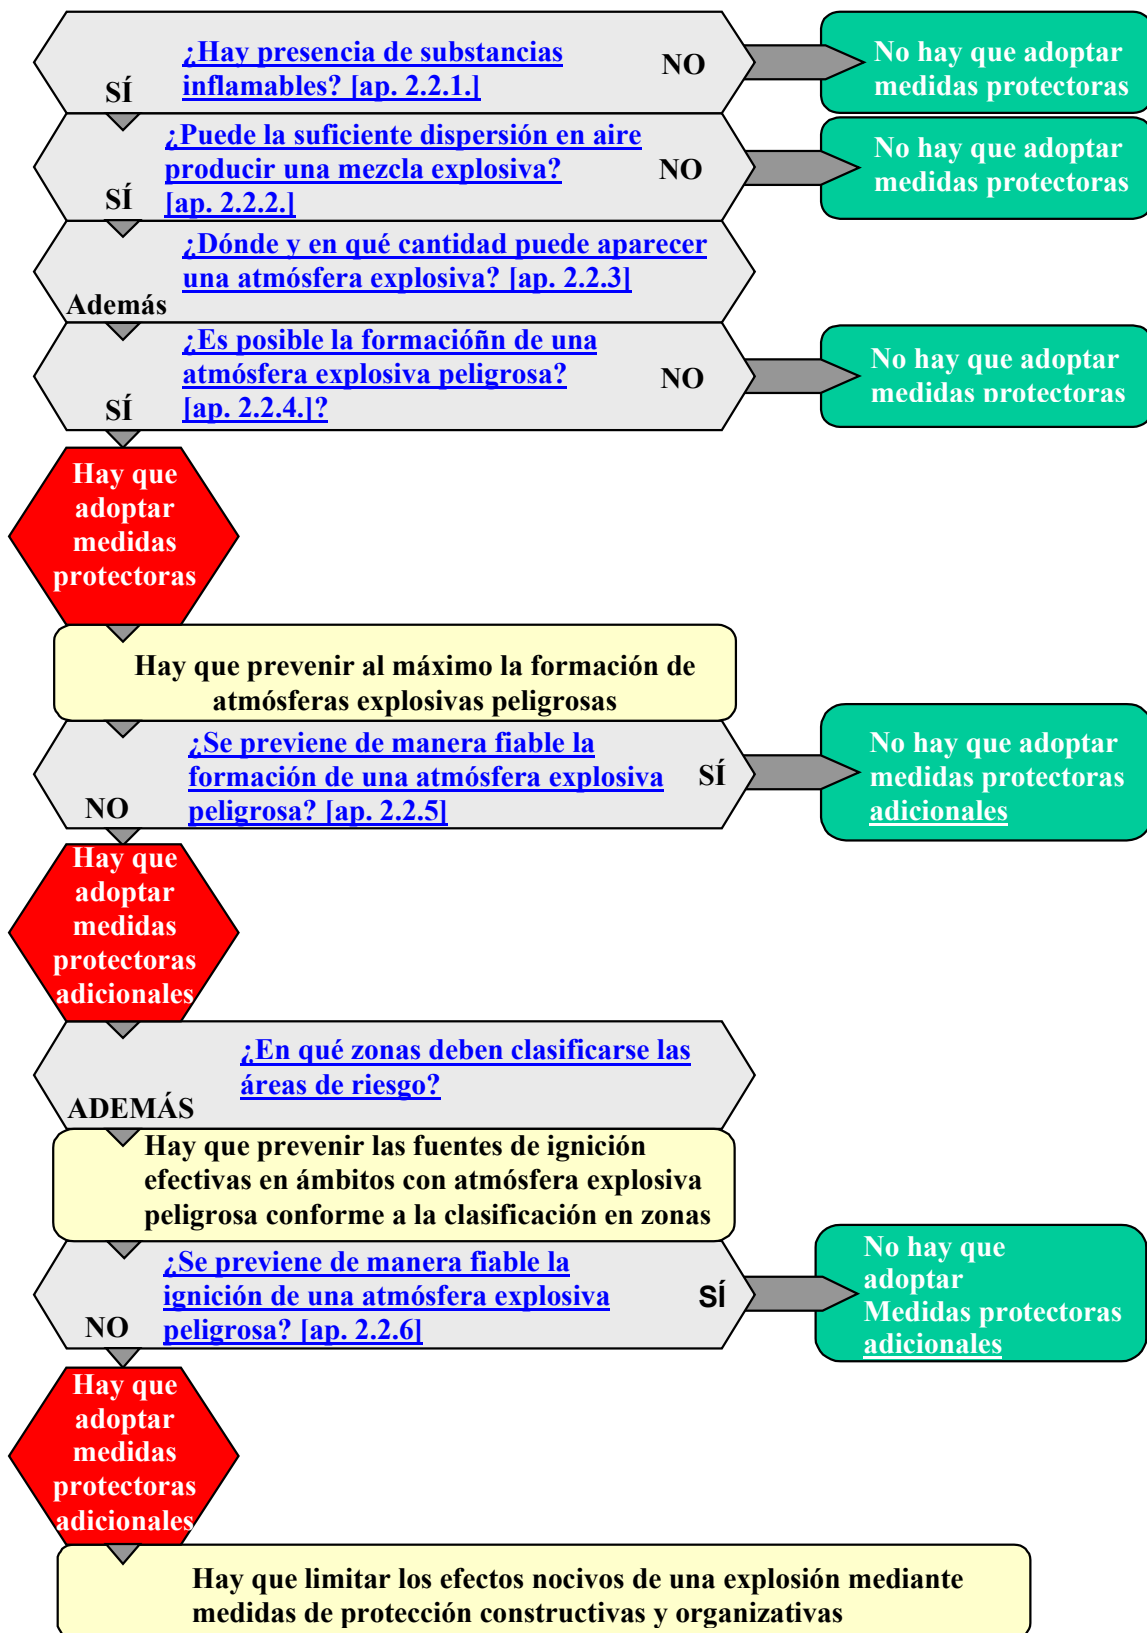 ¿Hay presencia de substancias
inflamables? [ap. 2.2.1.]
NO
SÍ
No hay que adoptar
medidas protectoras
¿Puede la suficiente dispersión en aire
producir una mezcla explosiva?
[ap. 2.2.2.]
NO
SÍ
No hay que adoptar
medidas protectoras
¿Dónde y en qué cantidad puede aparecer
una atmósfera explosiva? [ap. 2.2.3]
Además
¿Es posible la formacióñn de una
atmósfera explosiva peligrosa?
[ap. 2.2.4.]?
NO
SÍ
No hay que adoptar
medidas protectoras
Hay que
adoptar
medidas
protectoras
Hay que prevenir al máximo la formación de
atmósferas explosivas peligrosas
¿Se previene de manera fiable la
formación de una atmósfera explosiva
peligrosa? [ap. 2.2.5]
SÍ
NO
No hay que adoptar
medidas protectoras
adicionales
Hay que
adoptar
medidas
protectoras
adicionales
¿En qué zonas deben clasificarse las
áreas de riesgo?
ADEMÁS
Hay que prevenir las fuentes de ignición
efectivas en ámbitos con atmósfera explosiva
peligrosa conforme a la clasificación en zonas
¿Se previene de manera fiable la
ignición de una atmósfera explosiva
peligrosa? [ap. 2.2.6]
SÍ
NO
No hay que
adoptar
Medidas protectoras
adicionales
Hay que
adoptar
medidas
protectoras
adicionales
Hay que limitar los efectos nocivos de una explosión mediante
medidas de protección constructivas y organizativas